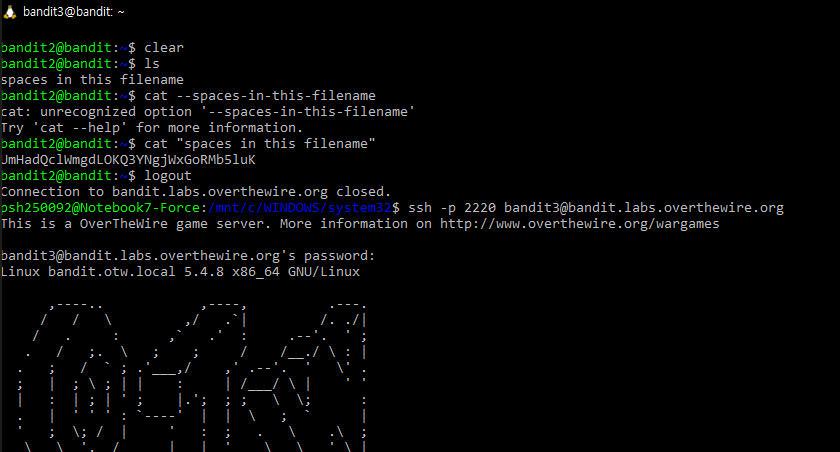 bandit3@bandit: ~
bandit2@bandit:~$ clear
bandit2@bandit:~$ ls
spaces in this filename
bandit2@bandit:~$ cat --spaces-in-this-filename
cat: unrecognized option '--spaces-in-this-filename'
Try 'cat --help' for more information.
bandit2@bandit:~$ cat "spaces in this filename"
UmHadQclWmgdLOKQ3YNgjWxGoRMb5luK
bandit2@bandit:~$ logout
Connection to bandit.labs.overthewire.org closed.
psh250092@Notebook7-Force:/mnt/c/WINDOWS/system32$ ssh -p 2220 bandit3@bandit.labs.overthewire.org
This is a OverTheWire game server. More information on http://www.overthewire.org/wargames
bandit3@bandit.labs.overthewire.org's password:
Linux bandit.otw.local 5.4.8 x86_64 GNU/Linux